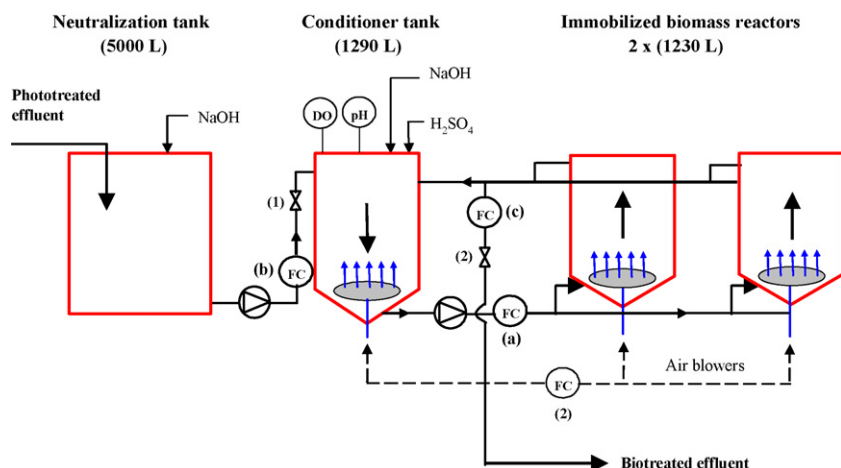 Neutralization tank
(5000 L)
Conditioner tank
(1290 L)
Immobilized biomass reactors
2 x (1230 L)
Phototreated
effluent
NaOH
NaOH
H₂SO₄
DO
pH
(1)
(b)
FC
FC
(c)
(2)
FC
(a)
Air blowers
FC
(2)
Biotreated effluent